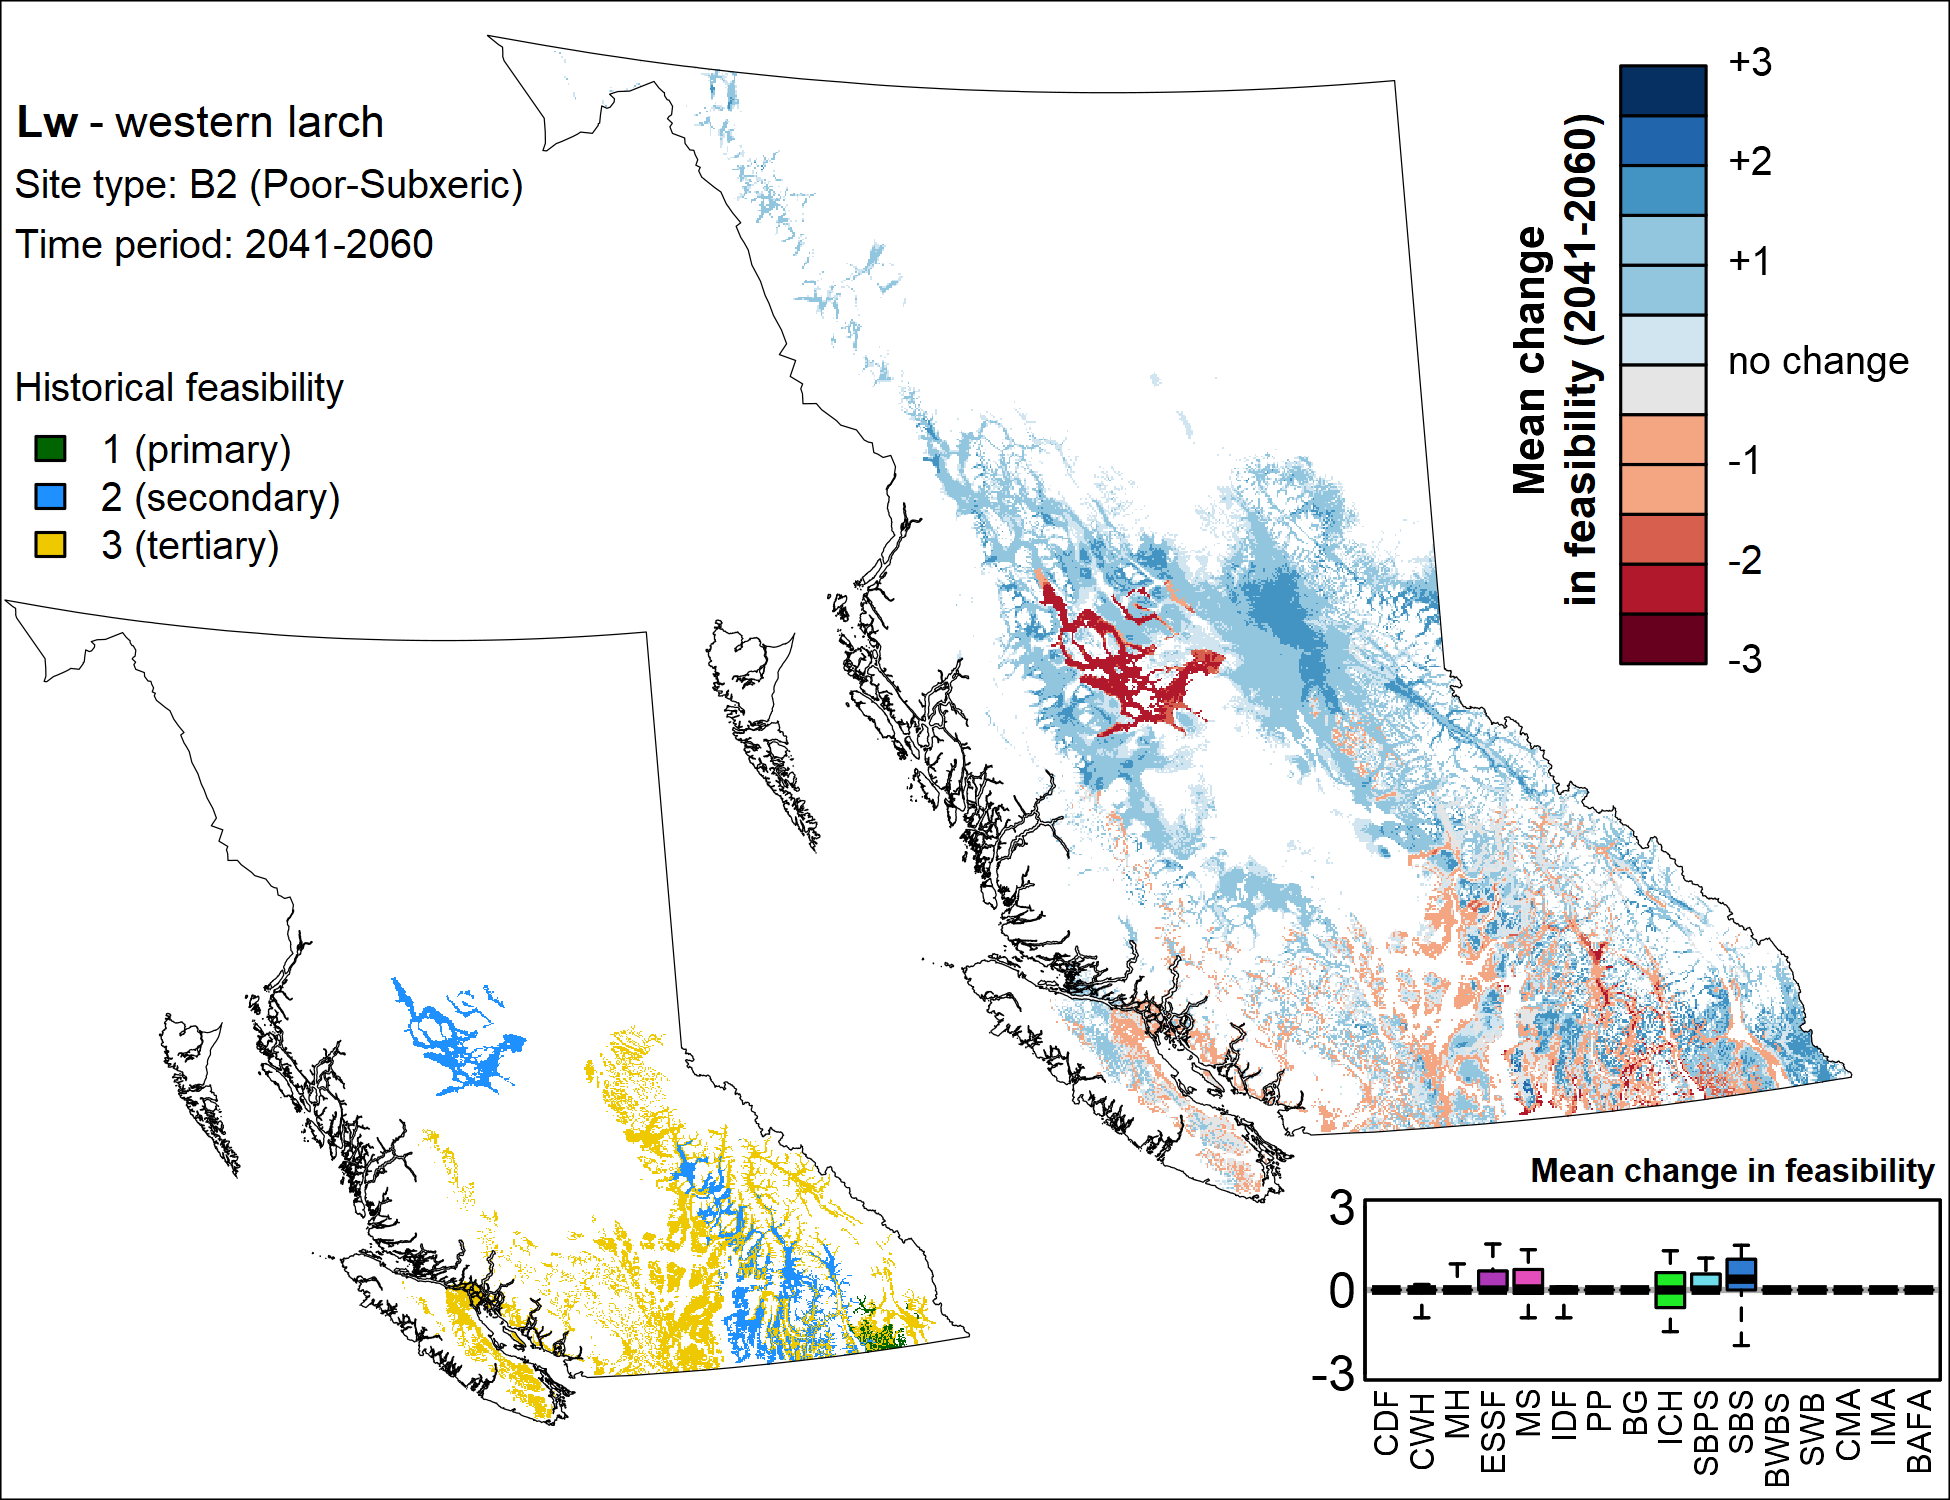 Lw - western larch
Site type: B2 (Poor-Subxeric)
Time period: 2041-2060
Historical feasibility
1 (primary)
2 (secondary)
3 (tertiary)
Mean change
in feasibility (2041-2060)
+3
+2
+1
no change
-1
-2
-3
Mean change in feasibility
3
0
-3
CDF
CWH
MH
ESSF
MS
IDF
PP
BG
ICH
SBPS
SBS
BWBS
SWB
CMA
IMA
BAFA